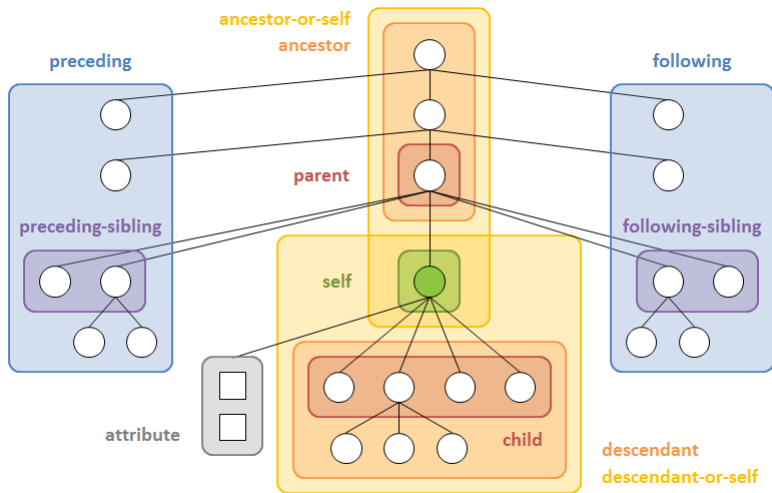 ancestor-or-self
ancestor
preceding
following
parent
preceding-sibling
following-sibling
self
attribute
child
descendant
descendant-or-self